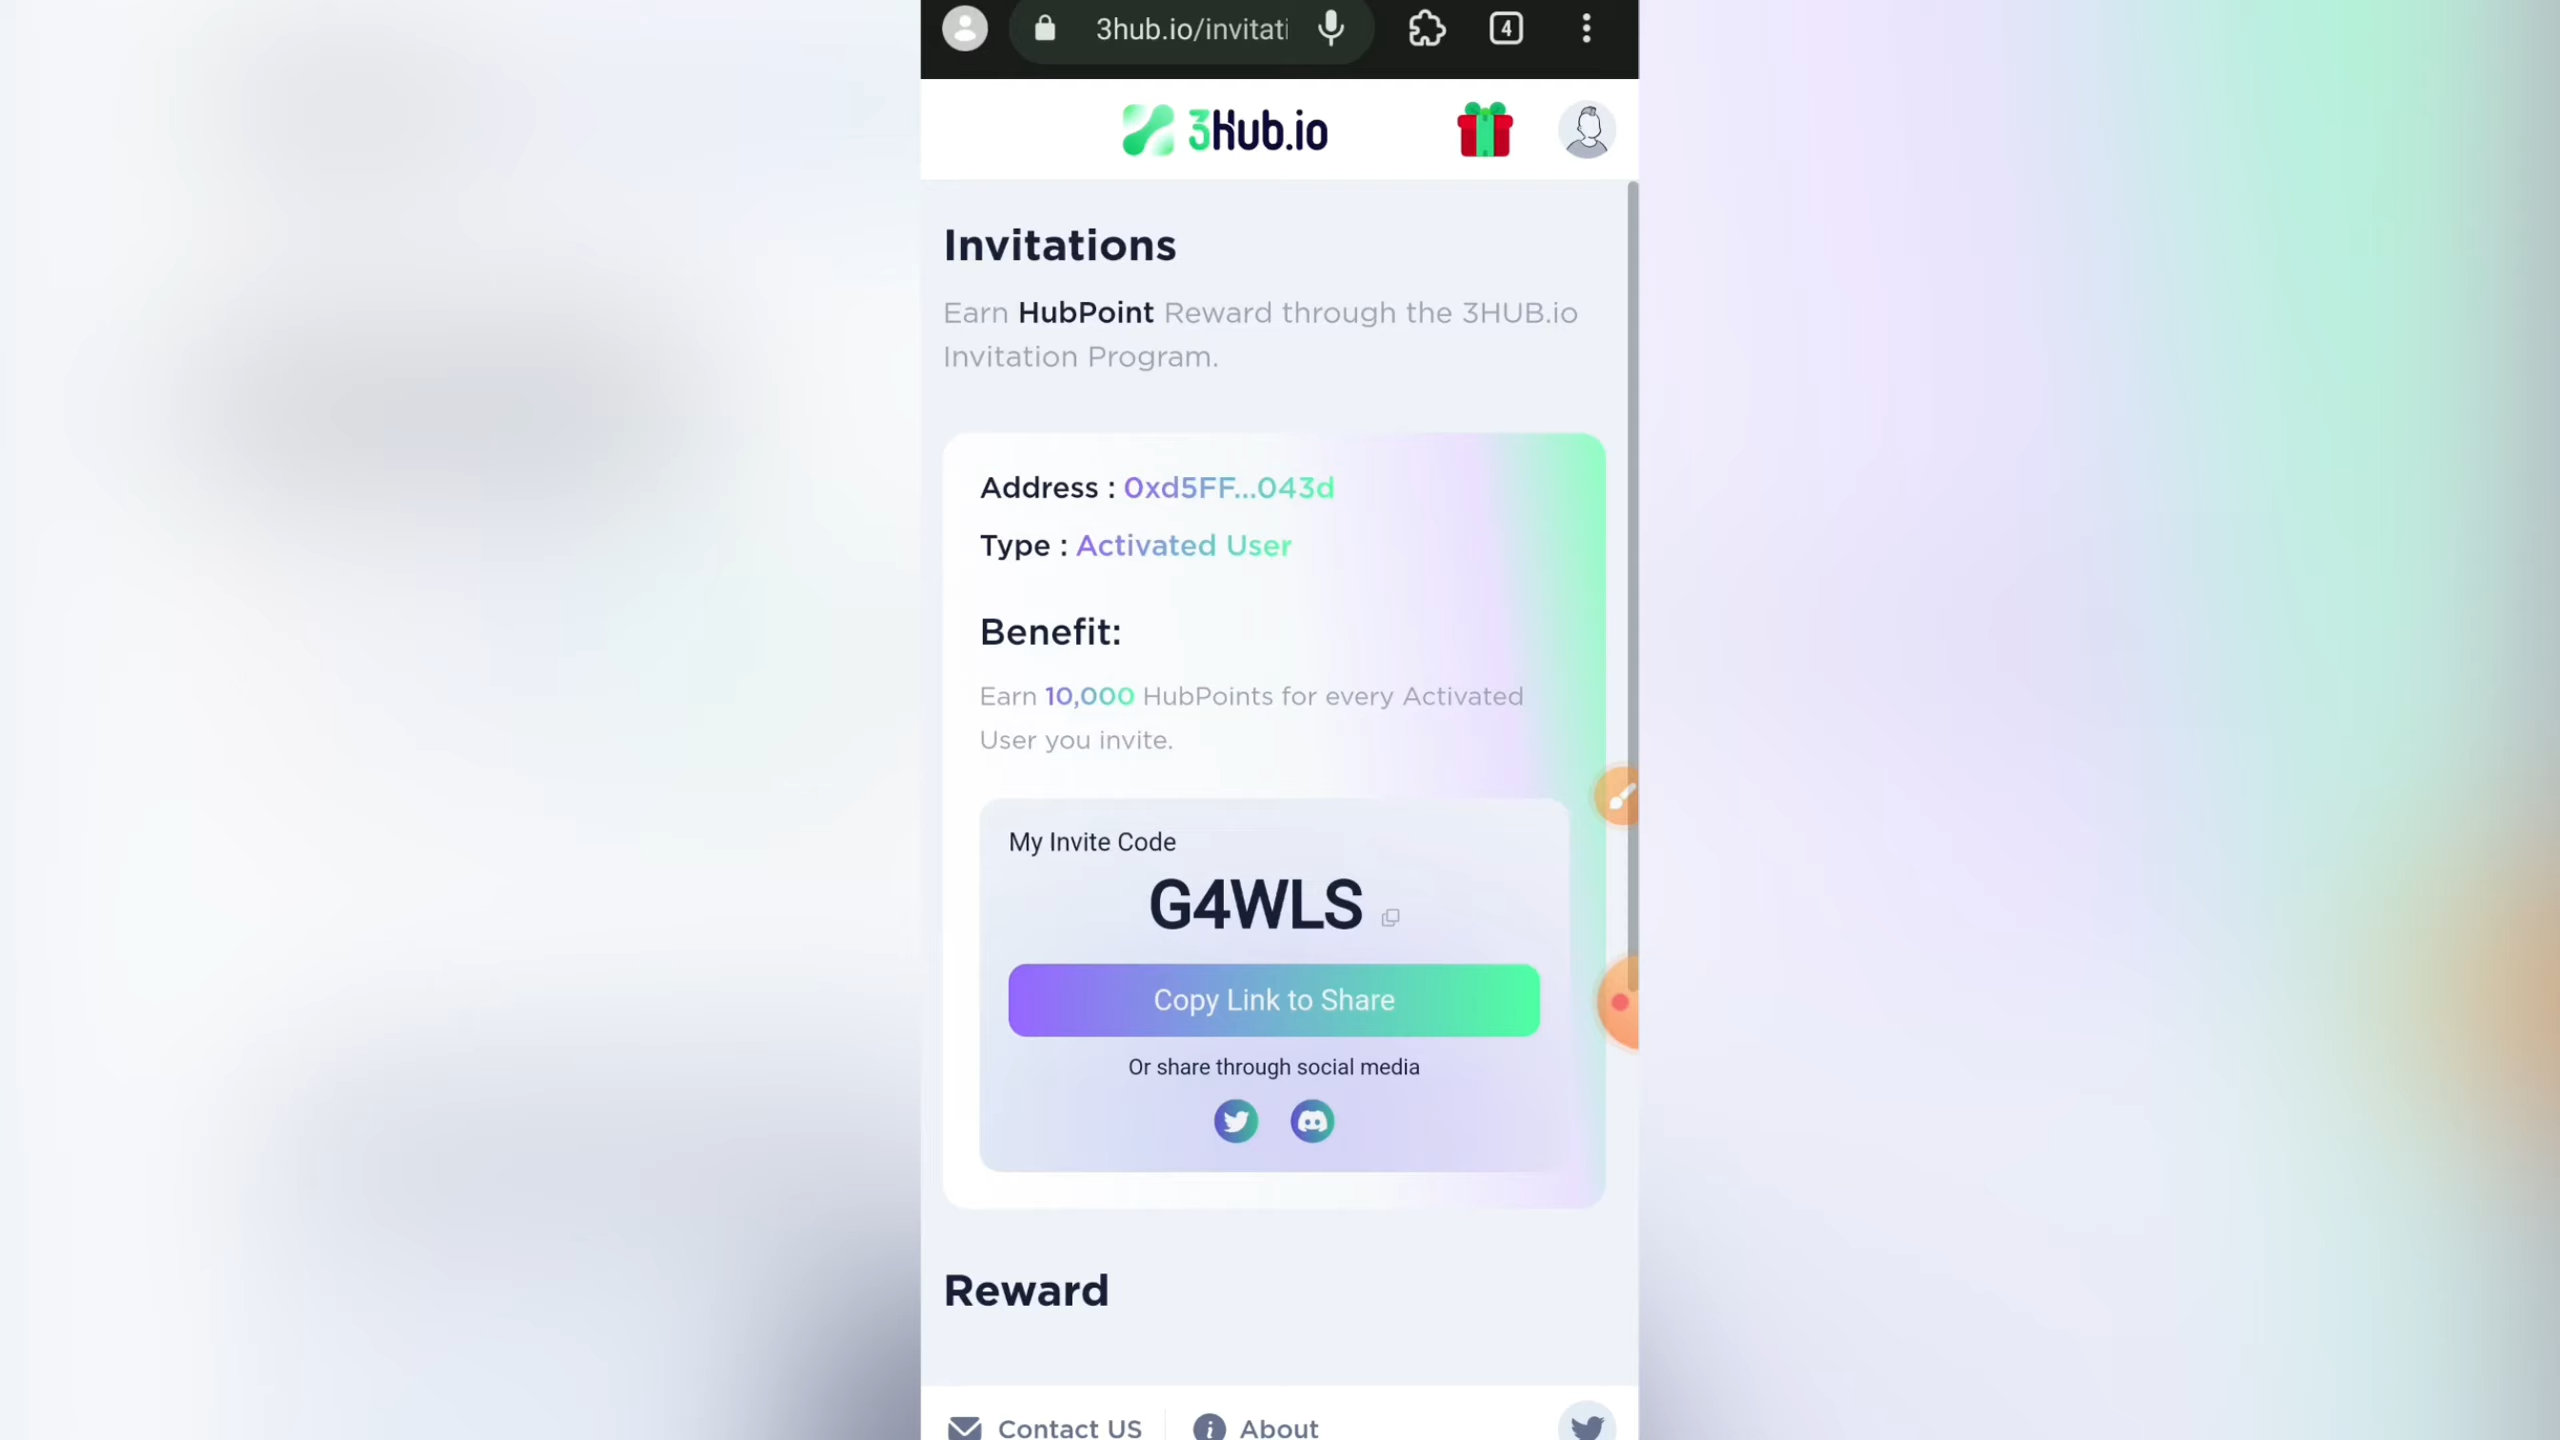 3hub.io/invitati
4
3Hub.io
Invitations
Earn HubPoint Reward through the 3HUB.io
Invitation Program.
Address : 0xd5FF...043d
Type : Activated User
Benefit:
Earn 10,000 HubPoints for every Activated
User you invite.
My Invite Code
G4WLS
Copy Link to Share
Or share through social media
Reward
Contact US
About